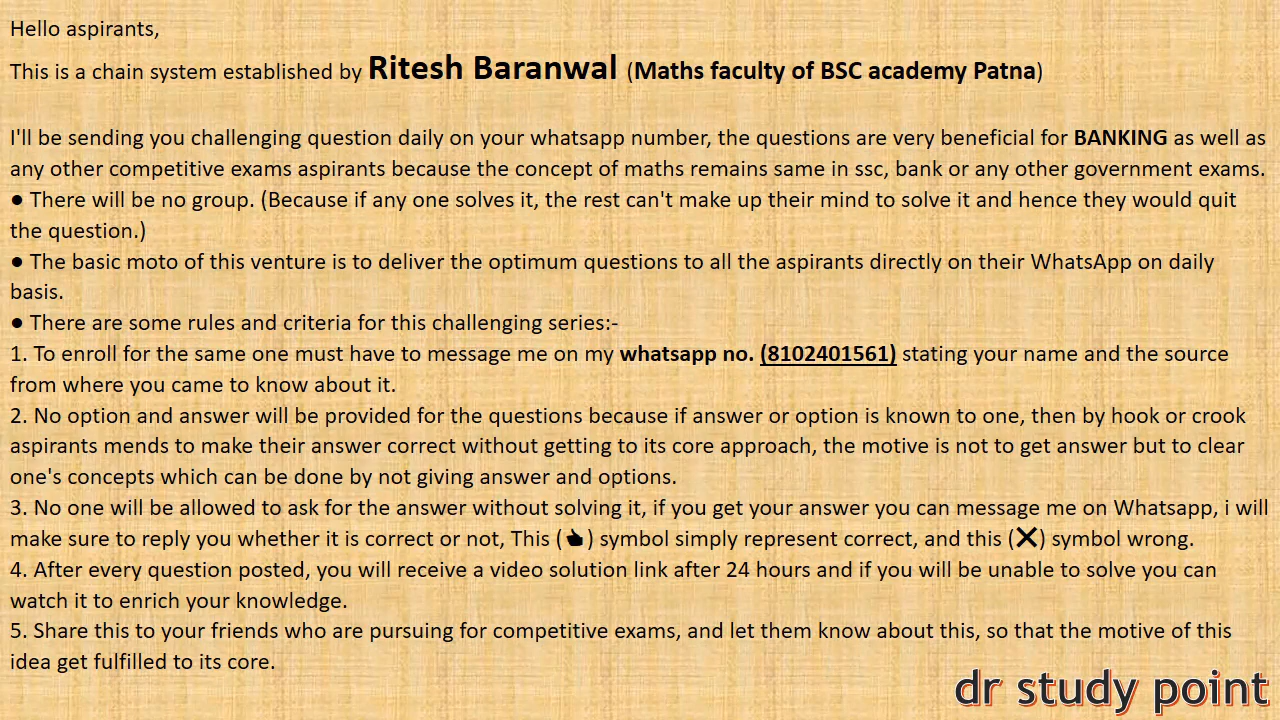 Hello aspirants,
This is a chain system established by Ritesh Baranwal (Maths faculty of BSC academy Patna)
I'll be sending you challenging question daily on your whatsapp number, the questions are very beneficial for BANKING as well as
any other competitive exams aspirants because the concept of maths remains same in ssc, bank or any other government exams.
● There will be no group. (Because if any one solves it, the rest can't make up their mind to solve it and hence they would quit
the question.)
● The basic moto of this venture is to deliver the optimum questions to all the aspirants directly on their WhatsApp on daily
basis.
● There are some rules and criteria for this challenging series:-
1. To enroll for the same one must have to message me on my whatsapp no. (8102401561) stating your name and the source
from where you came to know about it.
2. No option and answer will be provided for the questions because if answer or option is known to one, then by hook or crook
aspirants mends to make their answer correct without getting to its core approach, the motive is not to get answer but to clear
one's concepts which can be done by not giving answer and options.
3. No one will be allowed to ask for the answer without solving it, if you get your answer you can message me on Whatsapp, i will
make sure to reply you whether it is correct or not, This (👍) symbol simply represent correct, and this (❌) symbol wrong.
4. After every question posted, you will receive a video solution link after 24 hours and if you will be unable to solve you can
watch it to enrich your knowledge.
5. Share this to your friends who are pursuing for competitive exams, and let them know about this, so that the motive of this
idea get fulfilled to its core.
dr study point